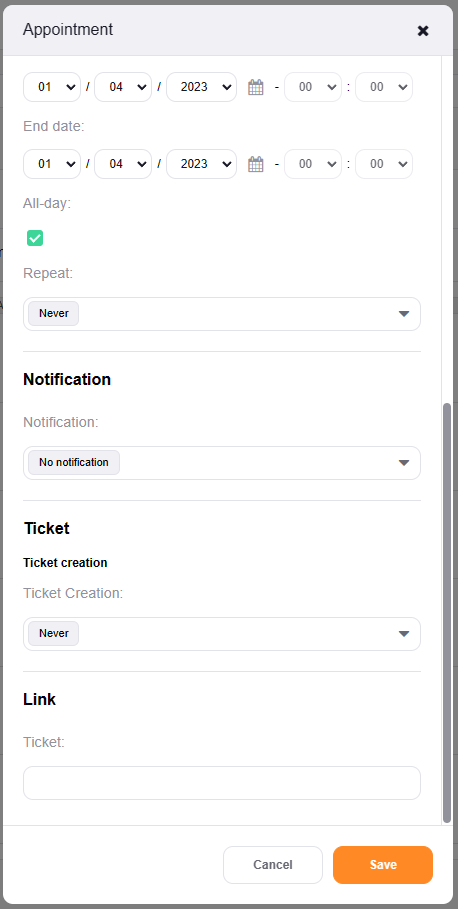 Appointment
01 / 04 / 2023 - 00 : 00
End date:
01 / 04 / 2023 - 00 : 00
All-day:
Repeat:
Never
Notification
Notification:
No notification
Ticket
Ticket creation
Ticket Creation:
Never
Link
Ticket:
Cancel Save